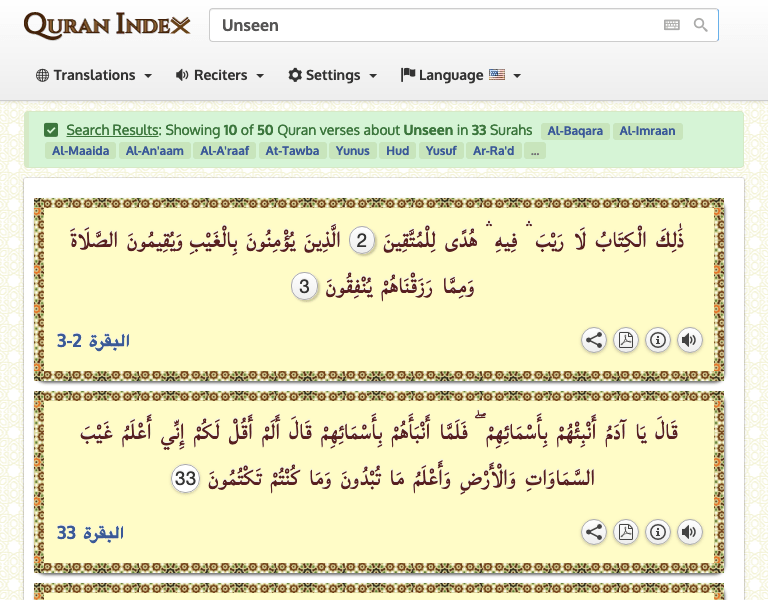 QURAN INDEX
Unseen
Translations Reciters Settings Language
Search Results: Showing 10 of 50 Quran verses about Unseen in 33 Surahs Al-Baqara Al-Imraan
Al-Maaida Al-An'aam Al-A'raaf At-Tawba Yunus Hud Yusuf Ar-Ra'd ...
ذَٰلِكَ الْكِتَابُ لَا رَيْبَ ۛ فِيهِ ۛ هُدًى لِلْمُتَّقِينَ 2 الَّذِينَ يُؤْمِنُونَ بِالْغَيْبِ وَيُقِيمُونَ الصَّلَاةَ
وَمِمَّا رَزَقْنَاهُمْ يُنْفِقُونَ 3
البقرة 2-3
قَالَ يَا آدَمُ أَنْبِئْهُمْ بِأَسْمَائِهِمْ ۖ فَلَمَّا أَنْبَأَهُمْ بِأَسْمَائِهِمْ قَالَ أَلَمْ أَقُلْ لَكُمْ إِنِّي أَعْلَمُ غَيْبَ
السَّمَاوَاتِ وَالْأَرْضِ وَأَعْلَمُ مَا تُبْدُونَ وَمَا كُنْتُمْ تَكْتُمُونَ 33
البقرة 33